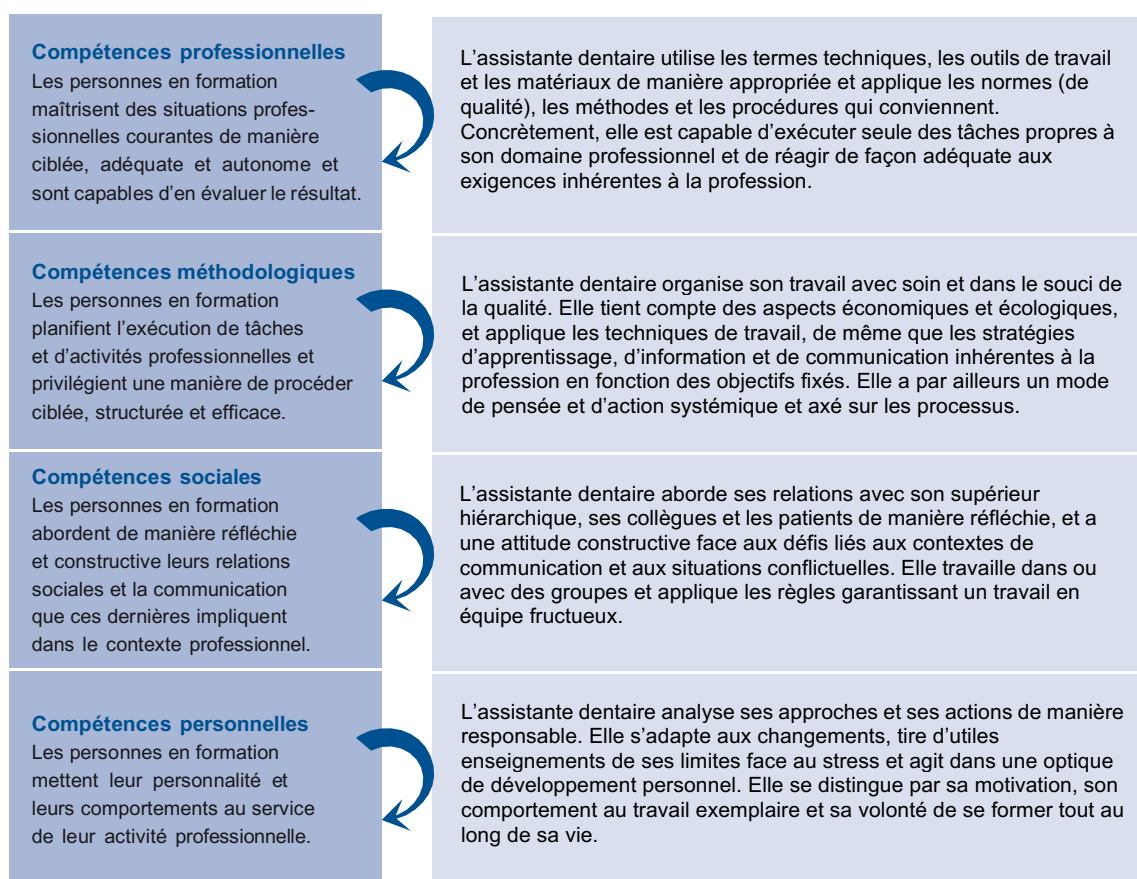 Compétences professionnelles
Les personnes en formation
maîtrisent des situations profes-
sionnelles courantes de manière
ciblée, adéquate et autonome et
sont capables d'en évaluer le résultat.
L'assistante dentaire utilise les termes techniques, les outils de travail
et les matériaux de manière appropriée et applique les normes (de
qualité), les méthodes et les procédures qui conviennent.
Concrètement, elle est capable d'exécuter seule des tâches propres à
son domaine professionnel et de réagir de façon adéquate aux
exigences inhérentes à la profession.
Compétences méthodologiques
Les personnes en formation
planifient l'exécution de tâches
et d'activités professionnelles et
privilégient une manière de procéder
ciblée, structurée et efficace.
L'assistante dentaire organise son travail avec soin et dans le souci de
la qualité. Elle tient compte des aspects économiques et écologiques,
et applique les techniques de travail, de même que les stratégies
d'apprentissage, d'information et de communication inhérentes à la
profession en fonction des objectifs fixés. Elle a par ailleurs un mode
de pensée et d'action systémique et axé sur les processus.
Compétences sociales
Les personnes en formation
abordent de manière réfléchie
et constructive leurs relations
sociales et la communication
que ces dernières impliquent
dans le contexte professionnel.
L'assistante dentaire aborde ses relations avec son supérieur
hiérarchique, ses collègues et les patients de manière réfléchie, et a
une attitude constructive face aux défis liés aux contextes de
communication et aux situations conflictuelles. Elle travaille dans ou
avec des groupes et applique les règles garantissant un travail en
équipe fructueux.
Compétences personnelles
Les personnes en formation
mettent leur personnalité et
leurs comportements au service
de leur activité professionnelle.
L'assistante dentaire analyse ses approches et ses actions de manière
responsable. Elle s'adapte aux changements, tire d'utiles
enseignements de ses limites face au stress et agit dans une optique
de développement personnel. Elle se distingue par sa motivation, son
comportement au travail exemplaire et sa volonté de se former tout au
long de sa vie.